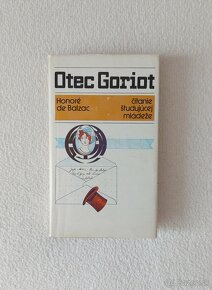 Otec Goriot
Honoré
de Balzac
čítanie
študujúcej
mládeže